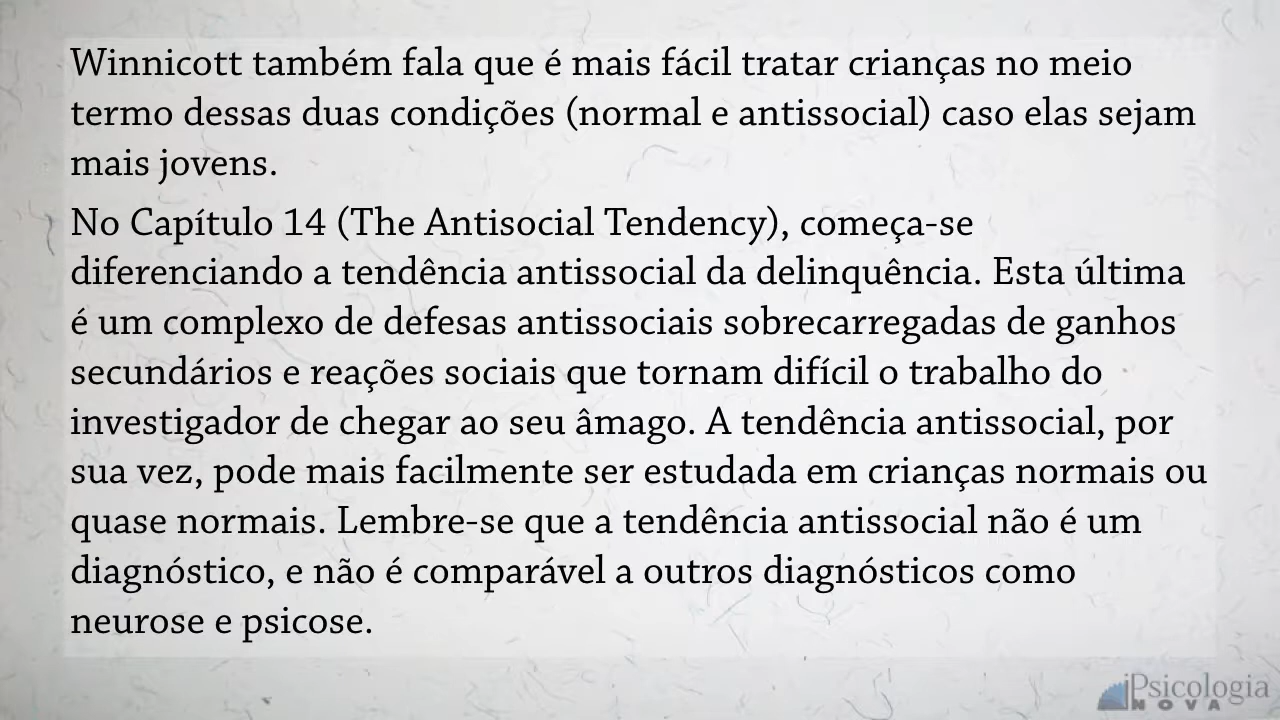 Winnicott também fala que é mais fácil tratar crianças no meio
termo dessas duas condições (normal e antissocial) caso elas sejam
mais jovens.
No Capítulo 14 (The Antisocial Tendency), começa-se
diferenciando a tendência antissocial da delinquência. Esta última
é um complexo de defesas antissociais sobrecarregadas de ganhos
secundários e reações sociais que tornam difícil o trabalho do
investigador de chegar ao seu âmago. A tendência antissocial, por
sua vez, pode mais facilmente ser estudada em crianças normais ou
quase normais. Lembre-se que a tendência antissocial não é um
diagnóstico, e não é comparável a outros diagnósticos como
neurose e psicose.
Psicologia
NOVA